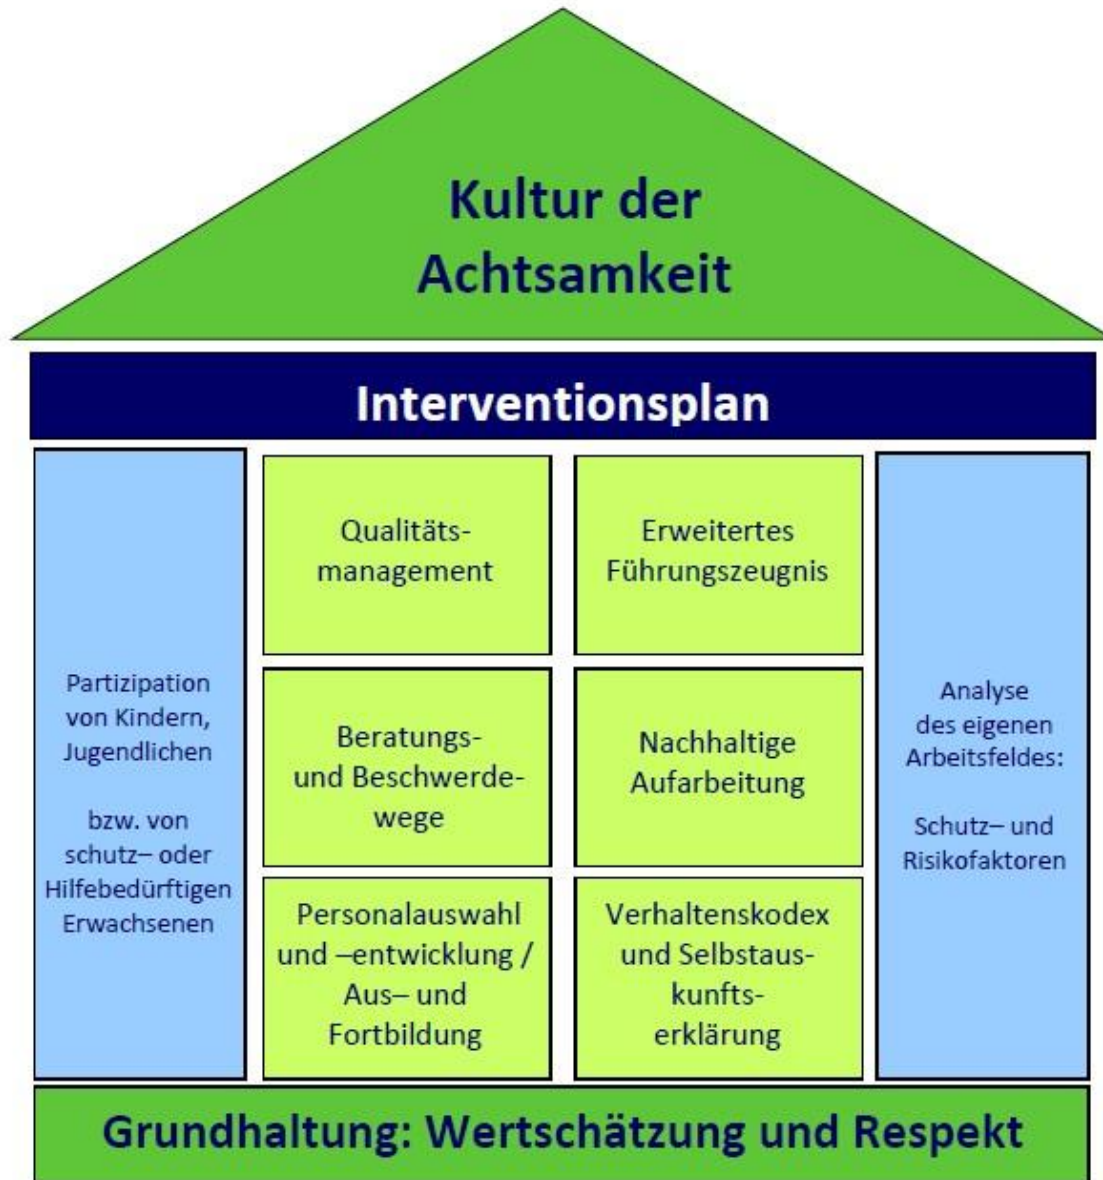 Kultur der
Achtsamkeit
Interventionsplan
Partizipation
von Kindern,
Jugendlichen
bzw. von
schutz– oder
Hilfebedürftigen
Erwachsenen
Qualitäts-
management
Erweitertes
Führungszeugnis
Beratungs-
und Beschwerde-
wege
Nachhaltige
Aufarbeitung
Personalauswahl
und –entwicklung /
Aus– und
Fortbildung
Verhaltenskodex
und Selbstaus-
kunfts-
erklärung
Analyse
des eigenen
Arbeitsfeldes:
Schutz– und
Risikofaktoren
Grundhaltung: Wertschätzung und Respekt